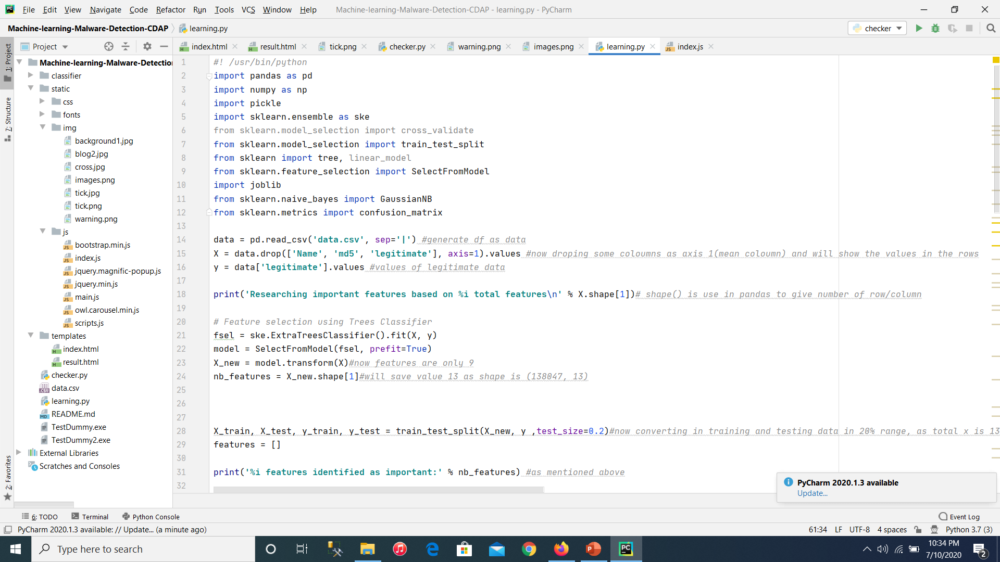 File Edit View Navigate Code Refactor Run Tools VCS Window Help Machine-learning-Malware-Detection-CDAP - learning.py - PyCharm
Machine-learning-Malware-Detection-CDAP learning.py checker
Project index.html result.html tick.png checker.py warning.png images.png learning.py index.js
1: Project
7: Structure
2: Favorites
Machine-learning-Malware-Detectio
classifier
static
css
fonts
img
background1.jpg
blog2.jpg
cross.jpg
images.png
tick.jpg
tick.png
warning.png
js
bootstrap.min.js
index.js
jquery.magnific-popup.js
jquery.min.js
main.js
owl.carousel.min.js
scripts.js
templates
index.html
result.html
checker.py
data.csv
learning.py
README.md
TestDummy.exe
TestDummy2.exe
External Libraries
Scratches and Consoles
1 #! /usr/bin/python
2 import pandas as pd
3 import numpy as np
4 import pickle
5 import sklearn.ensemble as ske
6 from sklearn.model_selection import cross_validate
7 from sklearn.model_selection import train_test_split
8 from sklearn import tree, linear_model
9 from sklearn.feature_selection import SelectFromModel
10 import joblib
11 from sklearn.naive_bayes import GaussianNB
12 from sklearn.metrics import confusion_matrix
13
14 data = pd.read_csv('data.csv', sep='|') #generate df as data
15 X = data.drop(['Name', 'md5', 'legitimate'], axis=1).values #now droping some coloumns as axis 1(mean coloumn) and will show the values in the rows
16 y = data['legitimate'].values #values of legitimate data
17
18 print('Researching important features based on %i total features\n' % X.shape[1])# shape() is use in pandas to give number of row/column
19
20 # Feature selection using Trees Classifier
21 fsel = ske.ExtraTreesClassifier().fit(X, y)
22 model = SelectFromModel(fsel, prefit=True)
23 X_new = model.transform(X)#now features are only 9
24 nb_features = X_new.shape[1]#will save value 13 as shape is (138047, 13)
25
26
27
28 X_train, X_test, y_train, y_test = train_test_split(X_new, y ,test_size=0.2)#now converting in training and testing data in 20% range, as total x is 13
29 features = []
30
31 print('%i features identified as important:' % nb_features) #as mentioned above
32
PyCharm 2020.1.3 available
Update...
6: TODO Terminal Python Console Event Log
PyCharm 2020.1.3 available: // Update... (a minute ago) 61:34 LF UTF-8 4 spaces Python 3.7 (3)
Type here to search
10:34 PM
7/10/2020
2